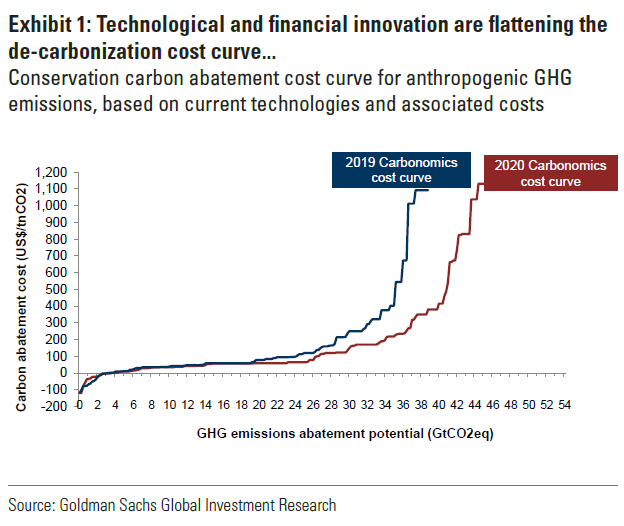 Exhibit 1: Technological and financial innovation are flattening the
de-carbonization cost curve...
Conservation carbon abatement cost curve for anthropogenic GHG
emissions, based on current technologies and associated costs
2019 Carbonomics
cost curve
2020 Carbonomics
cost curve
Carbon abatement cost (US$/tnCO2)
1,200
1,100
1,000
900
800
700
600
500
400
300
200
100
0
-100
-200
0 2 4 6 8 10 12 14 16 18 20 22 24 26 28 30 32 34 36 38 40 42 44 46 48 50 52 54
GHG emissions abatement potential (GtCO2eq)
Source: Goldman Sachs Global Investment Research